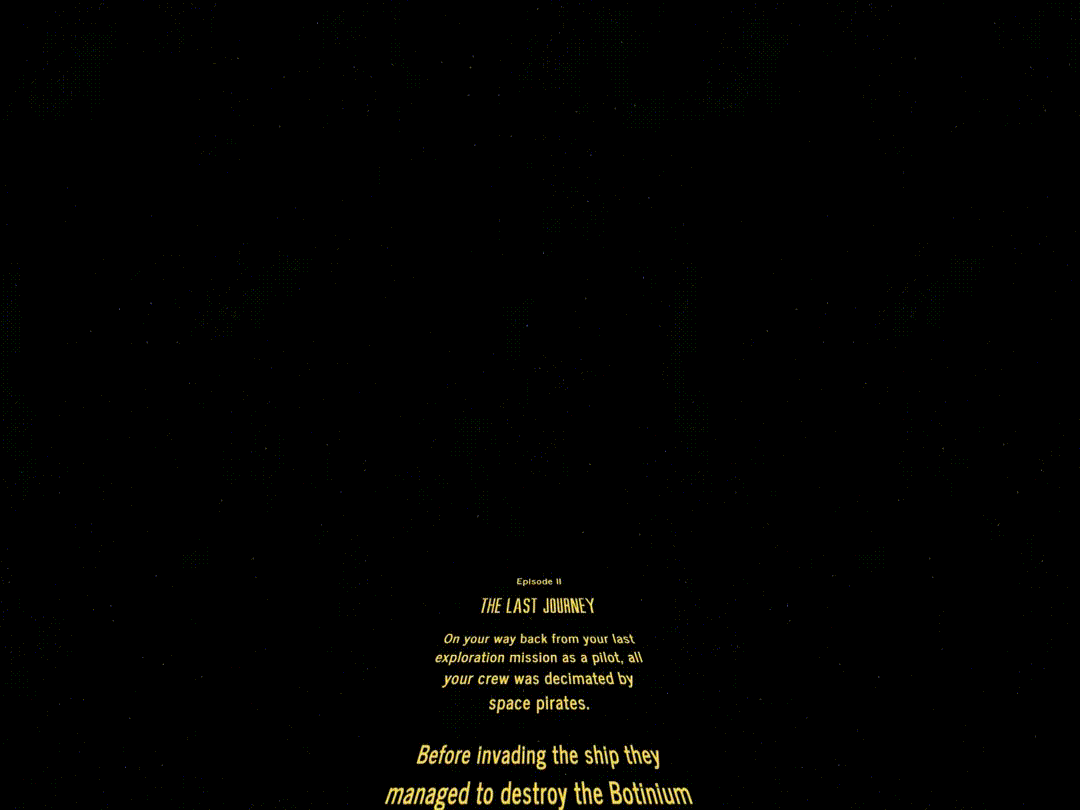 Episode II
THE LAST JOURNEY
On your way back from your last
exploration mission as a pilot, all
your crew was decimated by
space pirates.
Before invading the ship they
managed to destroy the Botinium